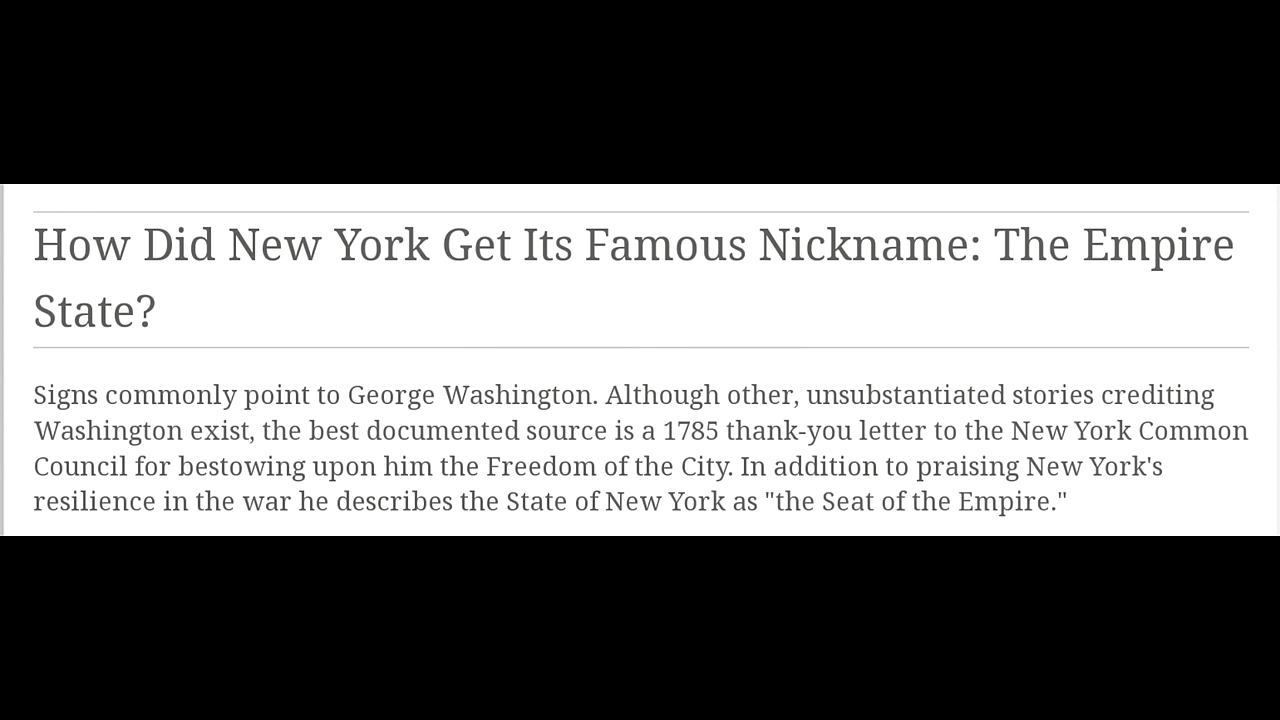 How Did New York Get Its Famous Nickname: The Empire
State?
Signs commonly point to George Washington. Although other, unsubstantiated stories crediting
Washington exist, the best documented source is a 1785 thank-you letter to the New York Common
Council for bestowing upon him the Freedom of the City. In addition to praising New York's
resilience in the war he describes the State of New York as "the Seat of the Empire."